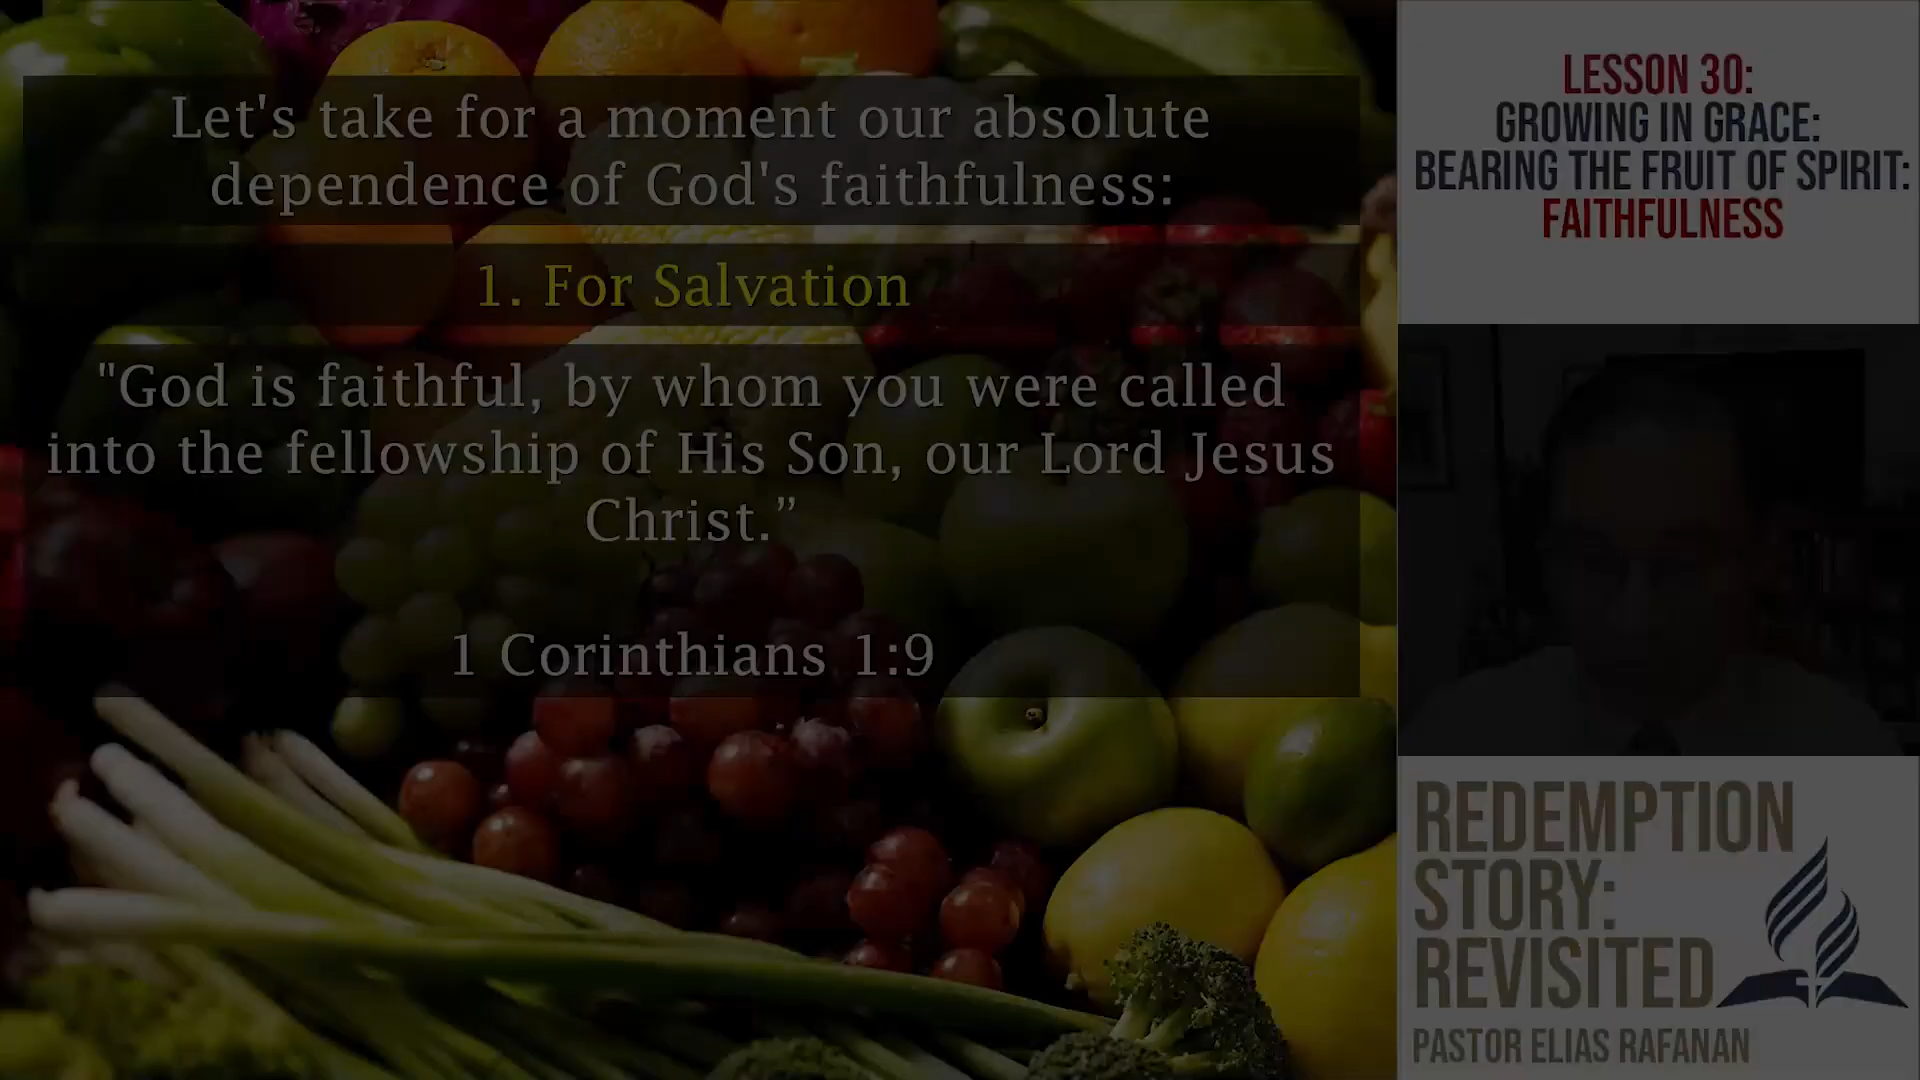 Let's take for a moment our absolute
dependence of God's faithfulness:
1. For Salvation
"God is faithful, by whom you were called
into the fellowship of His Son, our Lord Jesus
Christ.”
1 Corinthians 1:9
LESSON 30:
GROWING IN GRACE:
BEARING THE FRUIT OF SPIRIT:
FAITHFULNESS
REDEMPTION
STORY:
REVISITED
PASTOR ELIAS RAFANAN